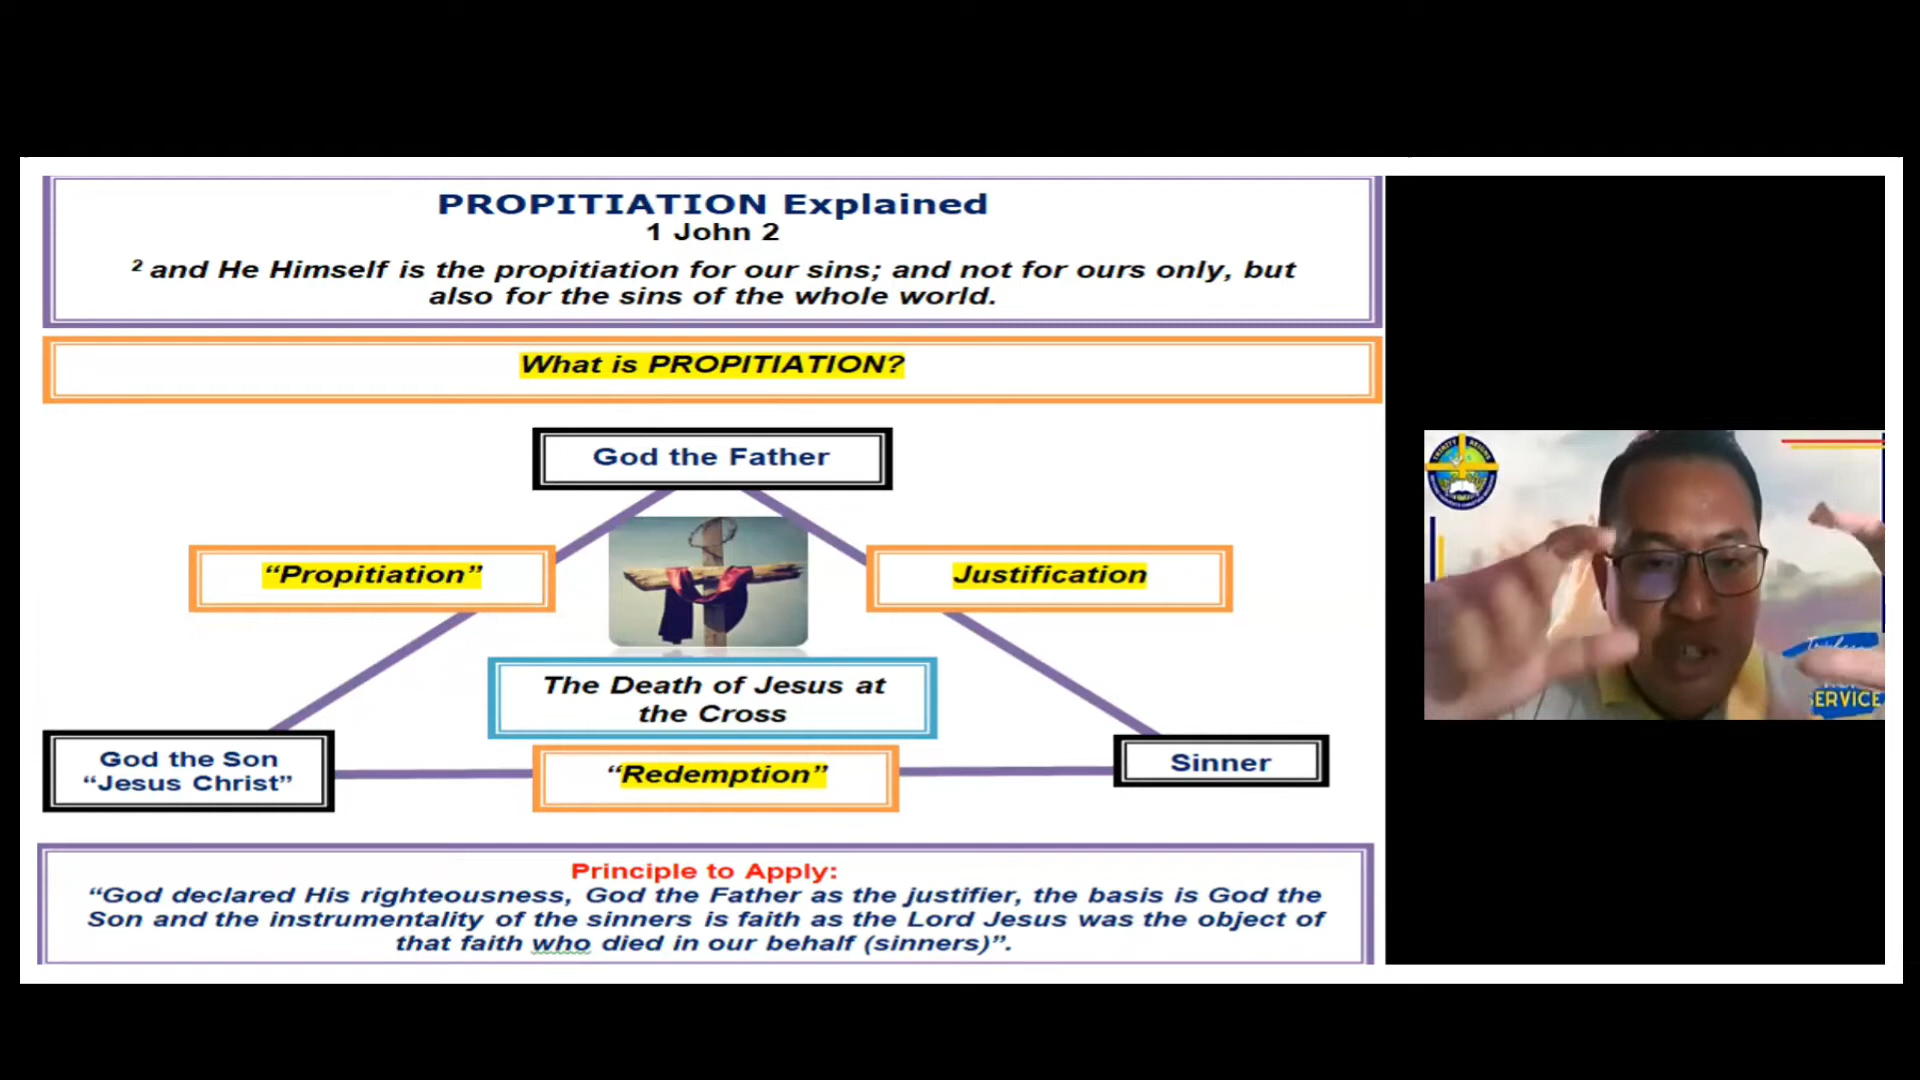 PROPITIATION Explained
1 John 2
2 and He Himself is the propitiation for our sins; and not for ours only, but
also for the sins of the whole world.
What is PROPITIATION?
God the Father
“Propitiation”
Justification
The Death of Jesus at
the Cross
God the Son
“Jesus Christ”
“Redemption”
Sinner
Principle to Apply:
“God declared His righteousness, God the Father as the justifier, the basis is God the
Son and the instrumentality of the sinners is faith as the Lord Jesus was the object of
that faith who died in our behalf (sinners)”.
SERVICE